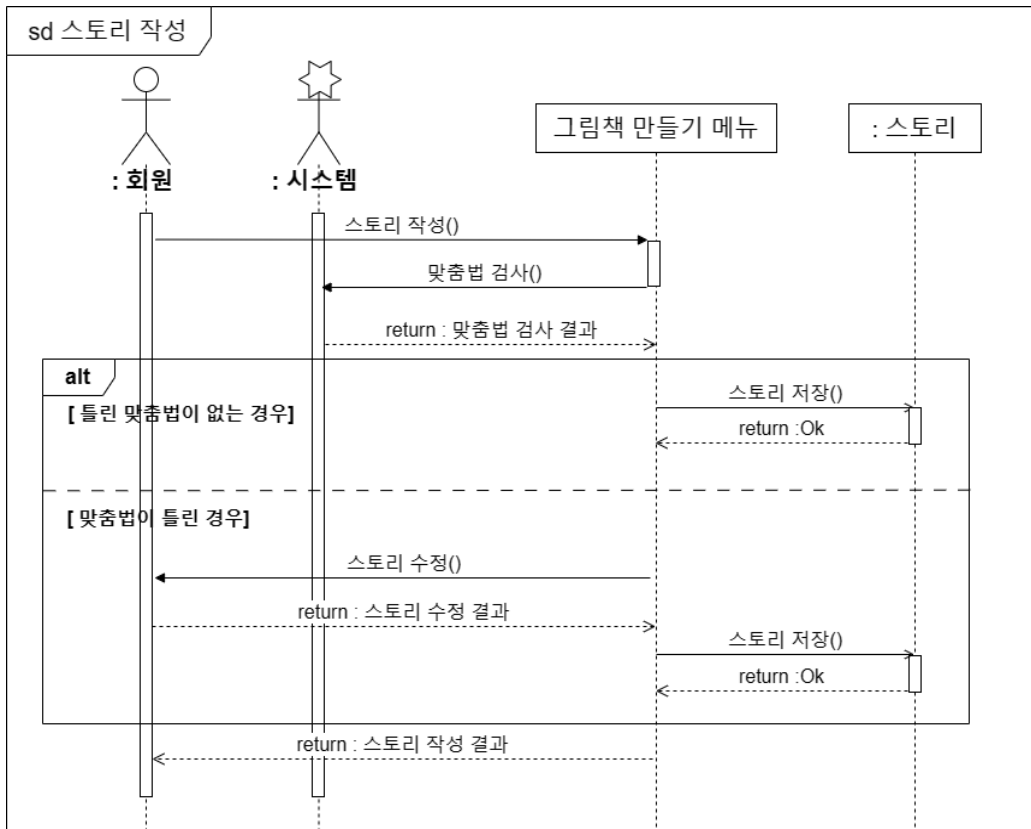 sd 스토리 작성
: 회원
: 시스템
그림책 만들기 메뉴
: 스토리
스토리 작성()
맞춤법 검사()
return : 맞춤법 검사 결과
alt
[ 틀린 맞춤법이 없는 경우]
스토리 저장()
return :Ok
[ 맞춤법이 틀린 경우]
스토리 수정()
return : 스토리 수정 결과
스토리 저장()
return :Ok
return : 스토리 작성 결과